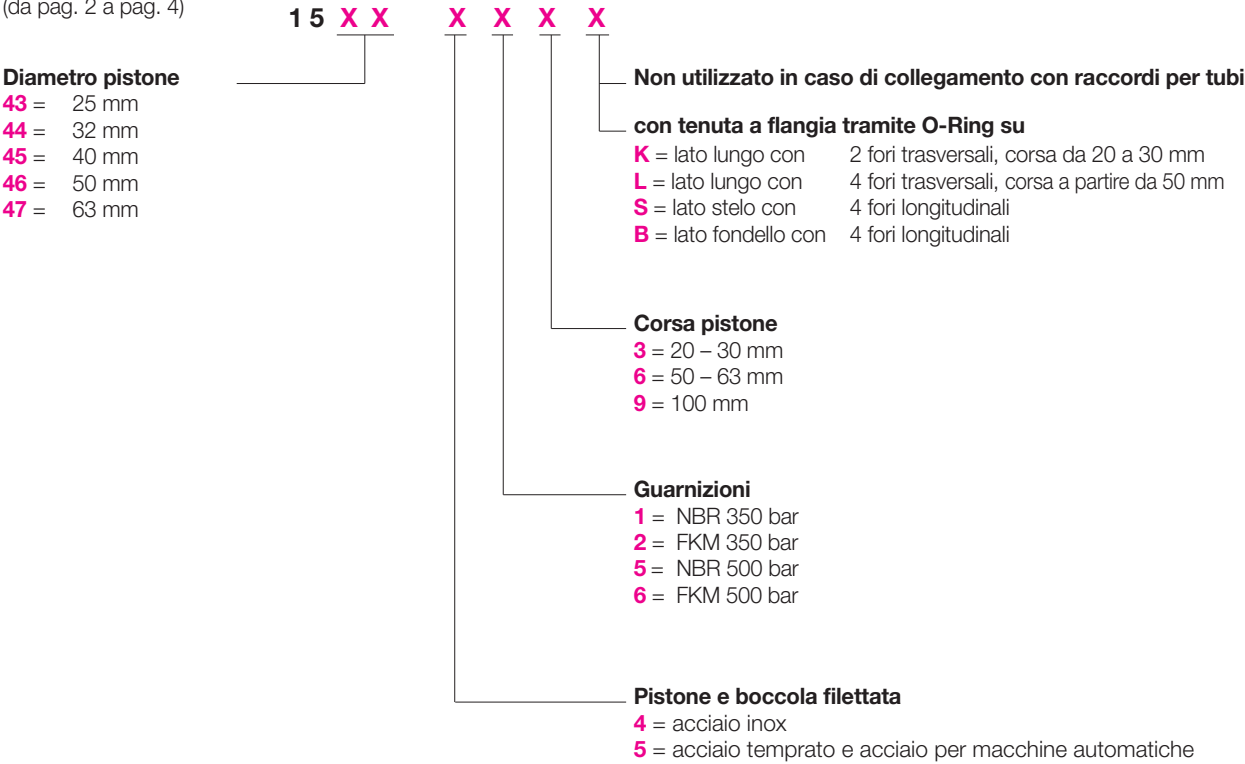 (da pag. 2 a pag. 4)
1 5 X X X X X X
Diametro pistone
43 = 25 mm
44 = 32 mm
45 = 40 mm
46 = 50 mm
47 = 63 mm
Non utilizzato in caso di collegamento con raccordi per tubi
con tenuta a flangia tramite O-Ring su
K = lato lungo con 2 fori trasversali, corsa da 20 a 30 mm
L = lato lungo con 4 fori trasversali, corsa a partire da 50 mm
S = lato stelo con 4 fori longitudinali
B = lato fondello con 4 fori longitudinali
Corsa pistone
3 = 20 – 30 mm
6 = 50 – 63 mm
9 = 100 mm
Guarnizioni
1 = NBR 350 bar
2 = FKM 350 bar
5 = NBR 500 bar
6 = FKM 500 bar
Pistone e boccola filettata
4 = acciaio inox
5 = acciaio temprato e acciaio per macchine automatiche